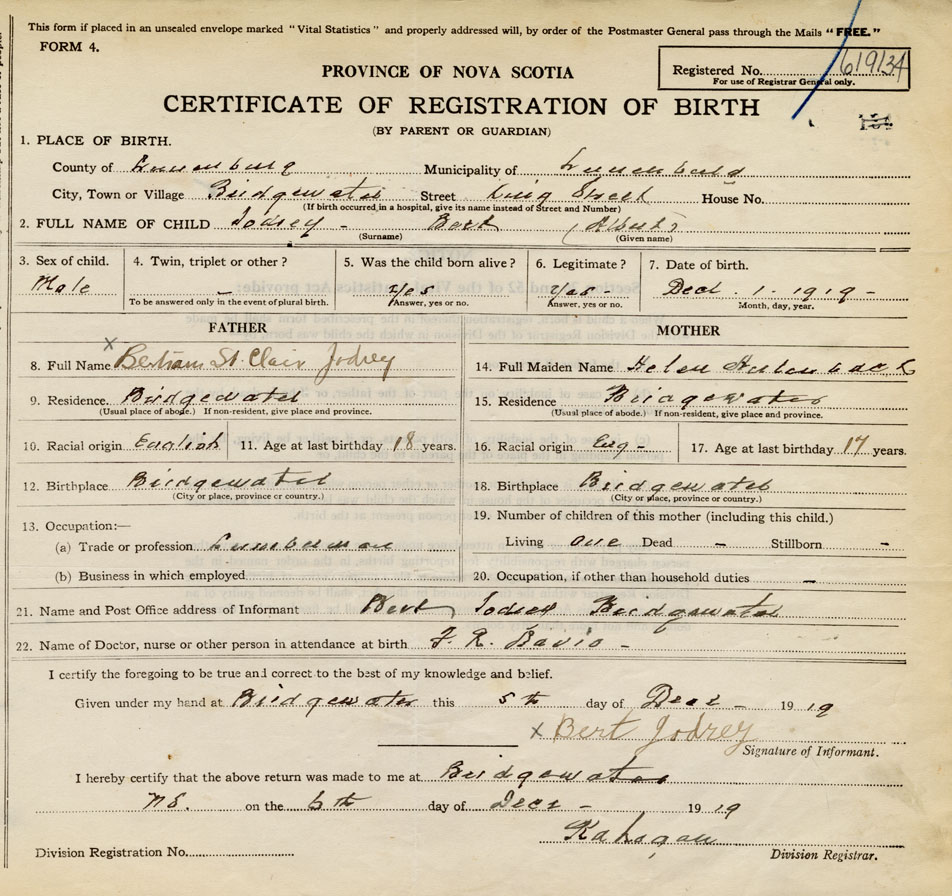 This form if placed in an unsealed envelope marked "Vital Statistics" and properly addressed will, by order of the Postmaster General pass through the Mails "FREE."
FORM 4.
Registered No. 619134
For use of Registrar General only.
PROVINCE OF NOVA SCOTIA
CERTIFICATE OF REGISTRATION OF BIRTH
(BY PARENT OR GUARDIAN)
1. PLACE OF BIRTH.
County of Lunenburg Municipality of
City, Town or Village Bridgewater Street King Street House No.
(If birth occurred in a hospital, give its name instead of Street and Number)
2. FULL NAME OF CHILD Jodrey - Bert (Albert)
(Surname) (Given name)
3. Sex of child. 4. Twin, triplet or other? 5. Was the child born alive? 6. Legitimate? 7. Date of birth.
Male - Yes Yes - Decr. 1. 1919 -
To be answered only in the event of plural birth. Answer, yes or no. Answer, yes or no. Month, day, year.
FATHER MOTHER
8. Full Name x Bertram St. Clair Jodrey 14. Full Maiden Name Helen
9. Residence Bridgewater 15. Residence Bridgewater
(Usual place of abode.) If non-resident, give place and province. (Usual place of abode.) If non-resident, give place and province.
10. Racial origin English 11. Age at last birthday 18 years. 16. Racial origin Eng - 17. Age at last birthday 17 years.
12. Birthplace Bridgewater 18. Birthplace Bridgewater
(City or place, province or country.) (City or place, province or country.)
13. Occupation:— 19. Number of children of this mother (including this child.)
(a) Trade or profession Lumberman Living one Dead - Stillborn -
(b) Business in which employed 20. Occupation, if other than household duties -
21. Name and Post Office address of Informant Bert Jodrey Bridgewater
22. Name of Doctor, nurse or other person in attendance at birth F. R. Davis -
I certify the foregoing to be true and correct to the best of my knowledge and belief.
Given under my hand at Bridgewater this 5th day of Decr - 19 19
x Bert Jodrey
Signature of Informant.
I hereby certify that the above return was made to me at Bridgewater
NS. on the 5th day of Decr - 19 19
Division Registration No. Division Registrar.